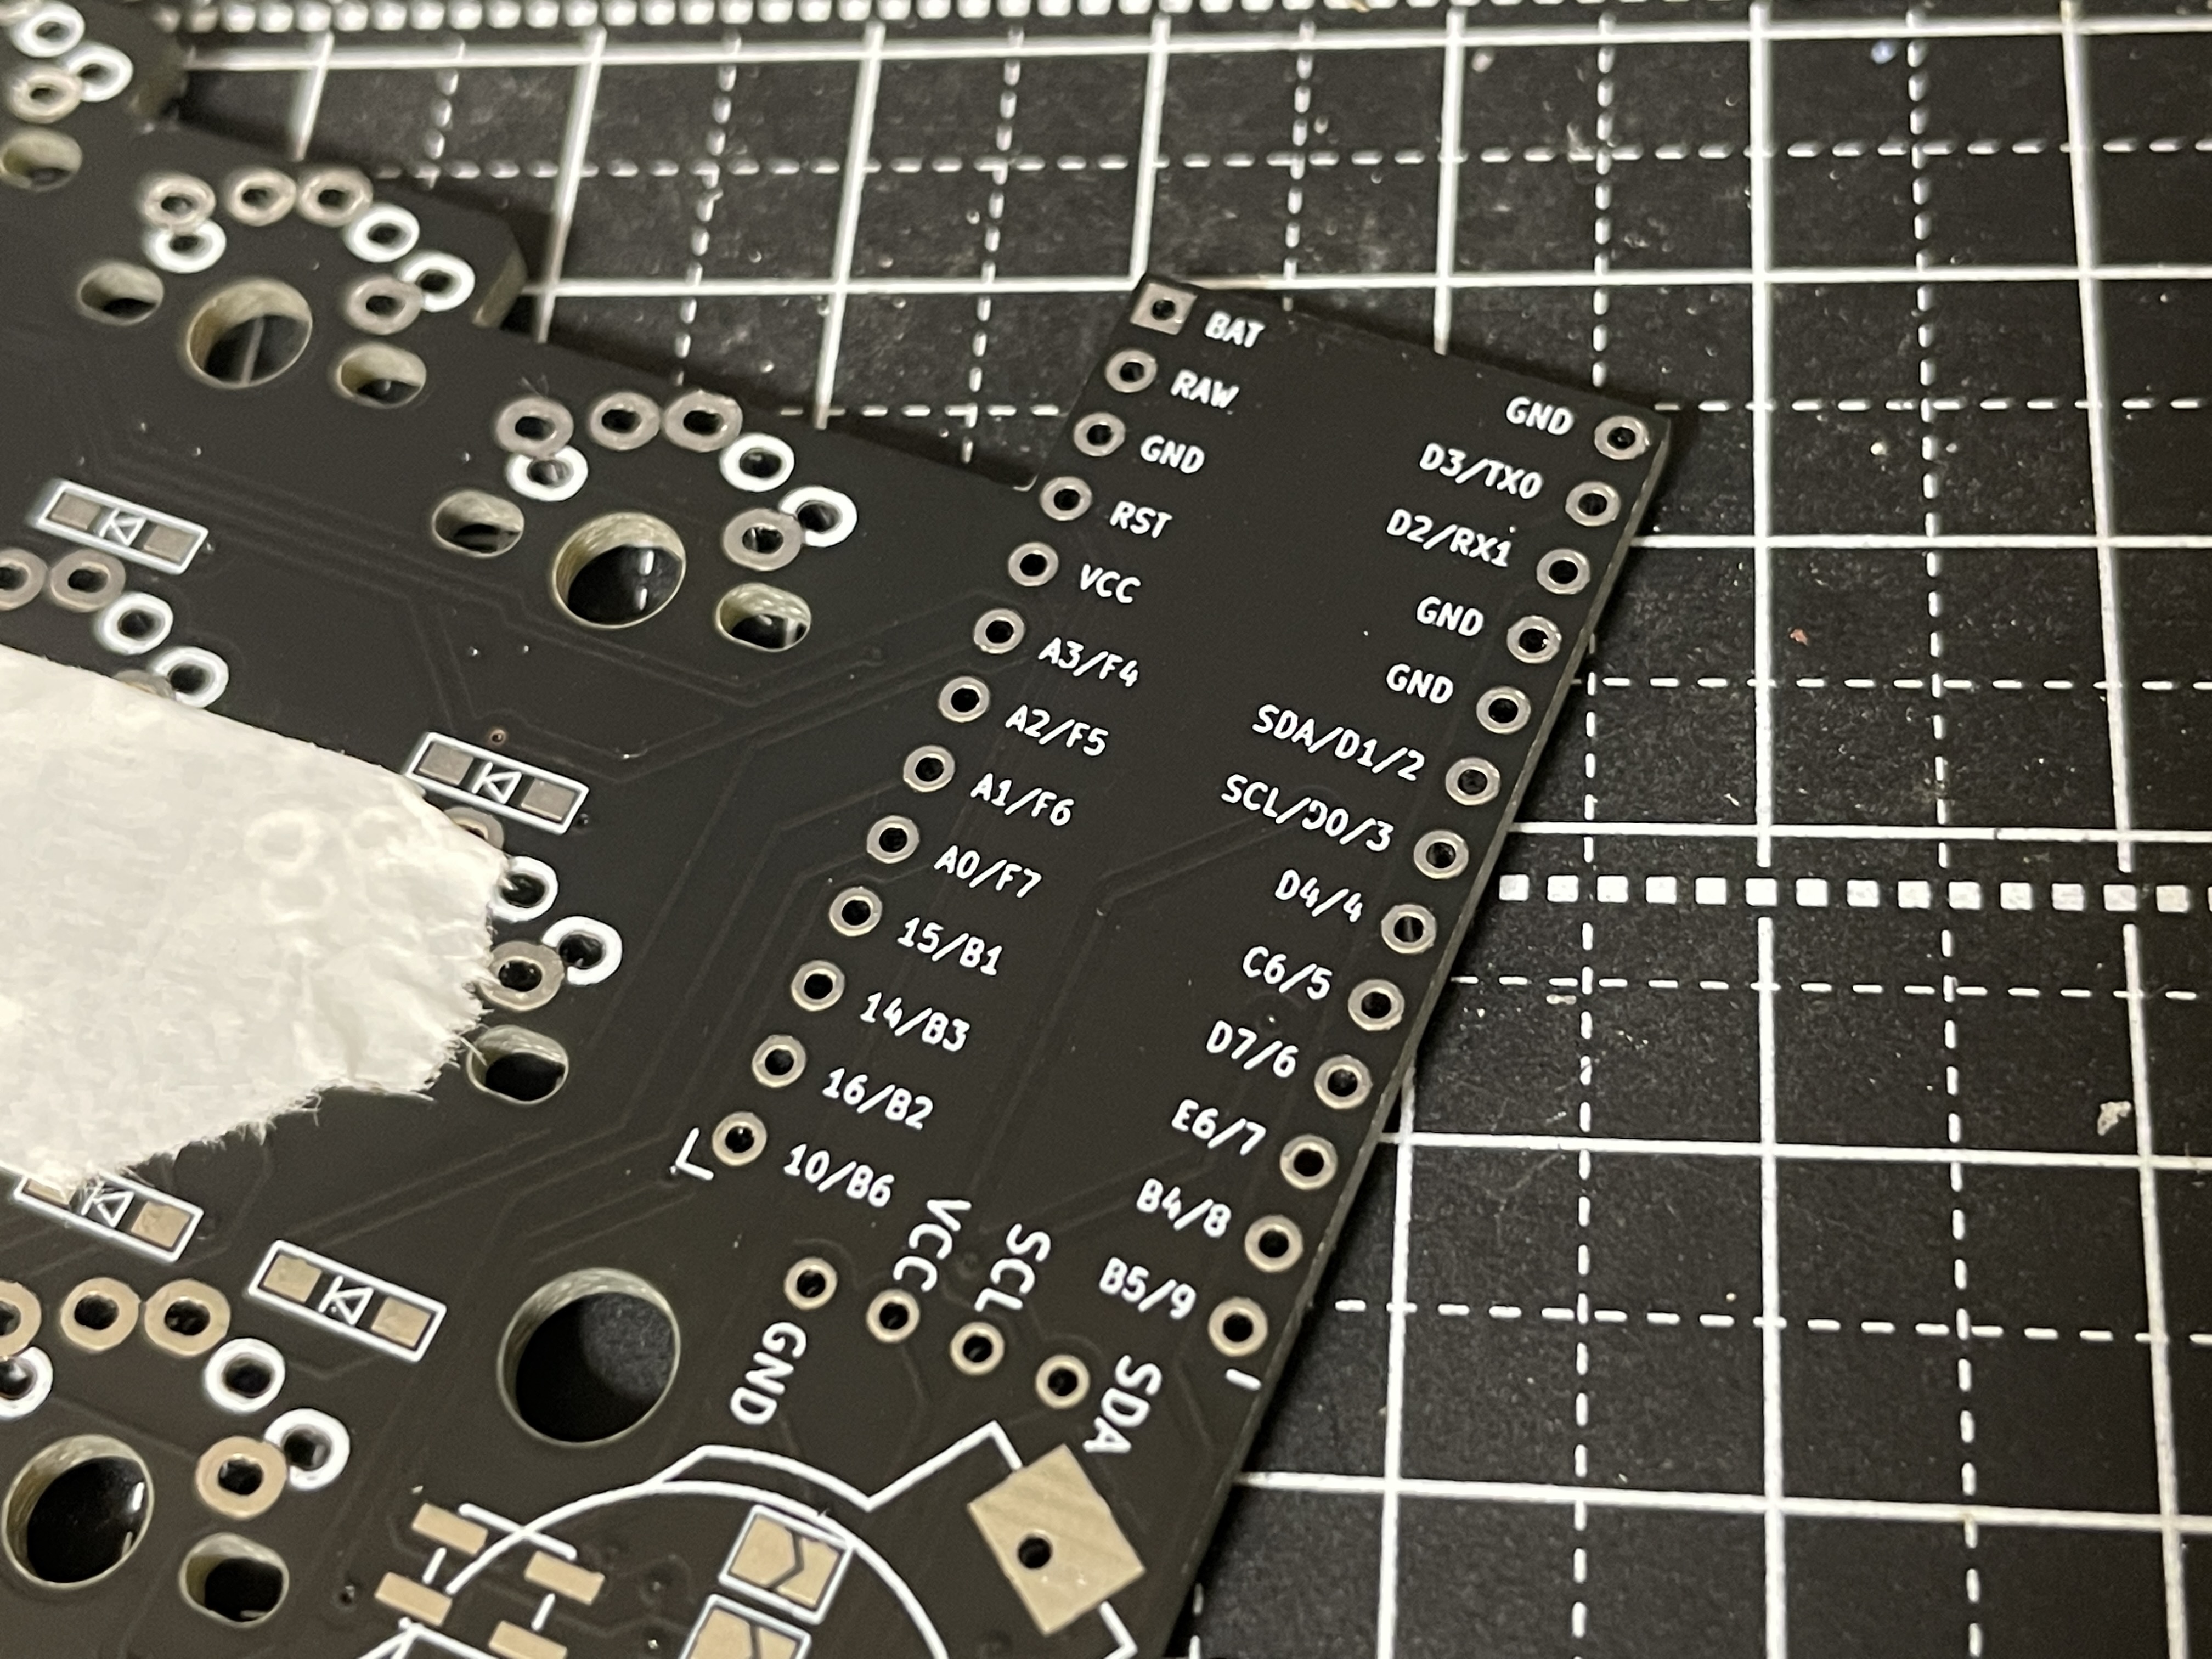 BAT
RAW
GND
RST
VCC
A3/F4
A2/F5
A1/F6
A0/F7
15/B1
14/B3
16/B2
10/B6
GND
D3/TX0
D2/RX1
GND
GND
SDA/D1/2
SCL/D0/3
D4/4
C6/5
D7/6
E6/7
B4/8
B5/9
GND
VCC
SCL
SDA